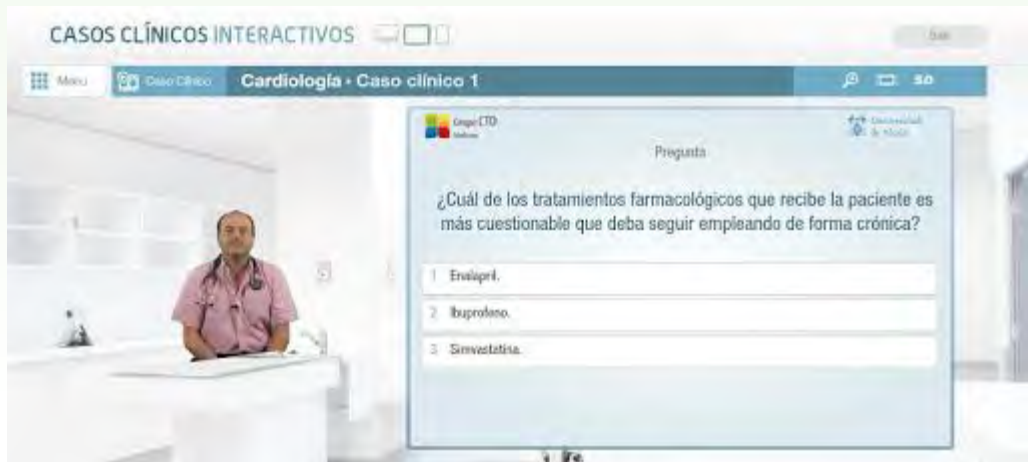 CASOS CLÍNICOS INTERACTIVOS
Menu
Caso Clínico
Cardiología • Caso clínico 1
Grupo CTO
Pregunta
¿Cuál de los tratamientos farmacológicos que recibe la paciente es
más cuestionable que deba seguir empleando de forma crónica?
1 Enalapril.
2 Ibuprofeno.
3 Simvastatina.